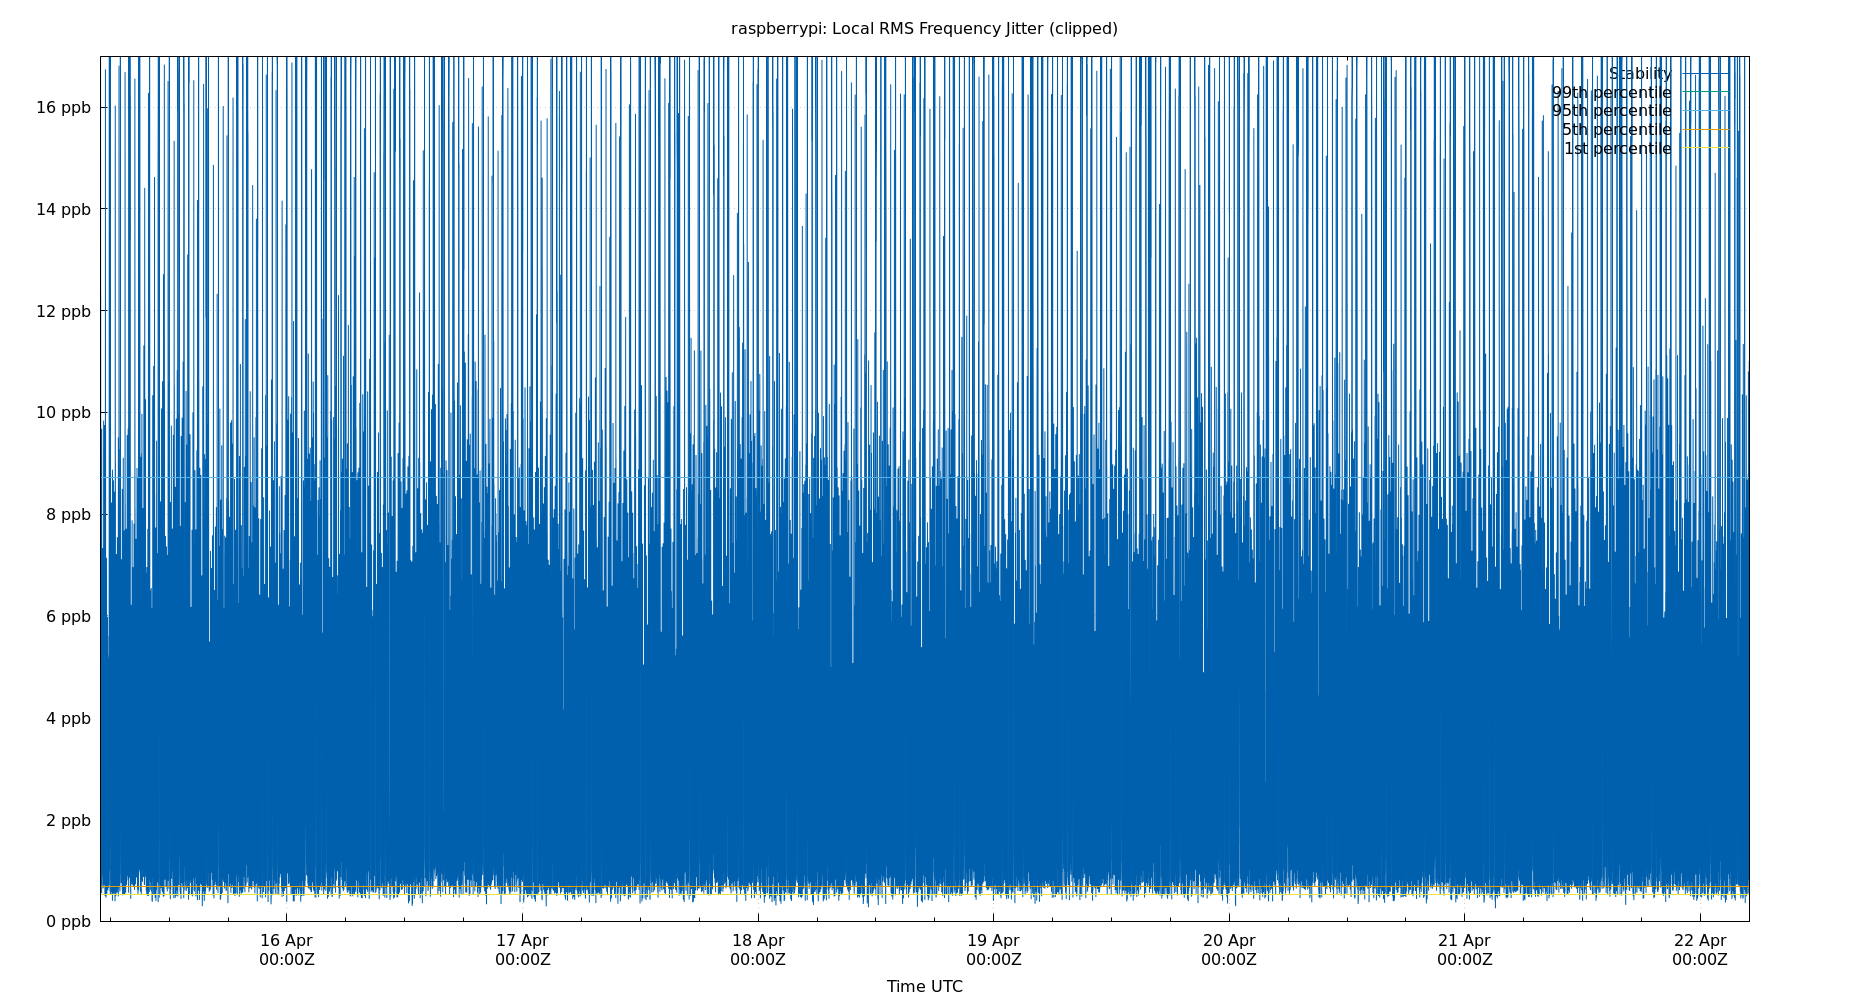 raspberrypi: Local RMS Frequency Jitter (clipped)
Stability
99th percentile
95th percentile
5th percentile
1st percentile
16 ppb
14 ppb
12 ppb
10 ppb
8 ppb
6 ppb
4 ppb
2 ppb
0 ppb
16 Apr 17 Apr 18 Apr 19 Apr 20 Apr 21 Apr 22 Apr
00:00Z 00:00Z 00:00Z 00:00Z 00:00Z 00:00Z 00:00Z
Time UTC